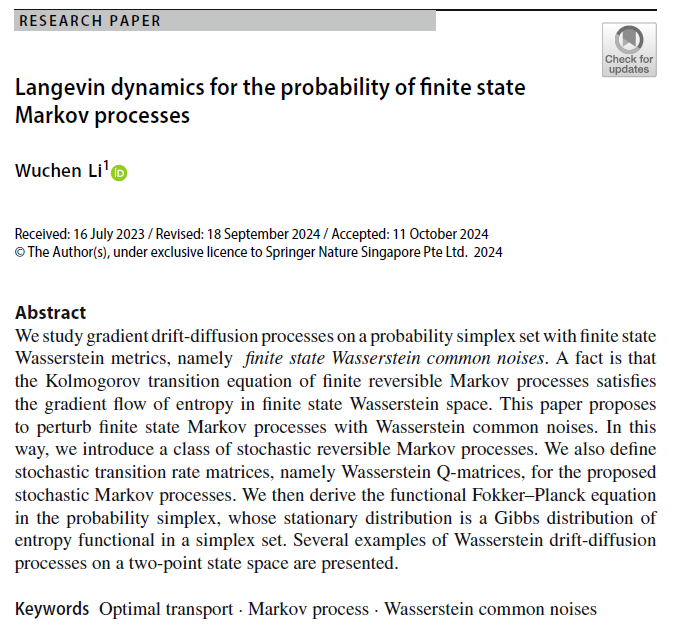 RESEARCH PAPER
Check for
updates
Langevin dynamics for the probability of finite state
Markov processes
Wuchen Li1 iD
Received: 16 July 2023 / Revised: 18 September 2024 / Accepted: 11 October 2024
© The Author(s), under exclusive licence to Springer Nature Singapore Pte Ltd. 2024
Abstract
We study gradient drift-diffusion processes on a probability simplex set with finite state
Wasserstein metrics, namely finite state Wasserstein common noises. A fact is that
the Kolmogorov transition equation of finite reversible Markov processes satisfies
the gradient flow of entropy in finite state Wasserstein space. This paper proposes
to perturb finite state Markov processes with Wasserstein common noises. In this
way, we introduce a class of stochastic reversible Markov processes. We also define
stochastic transition rate matrices, namely Wasserstein Q-matrices, for the proposed
stochastic Markov processes. We then derive the functional Fokker–Planck equation
in the probability simplex, whose stationary distribution is a Gibbs distribution of
entropy functional in a simplex set. Several examples of Wasserstein drift-diffusion
processes on a two-point state space are presented.
Keywords Optimal transport · Markov process · Wasserstein common noises